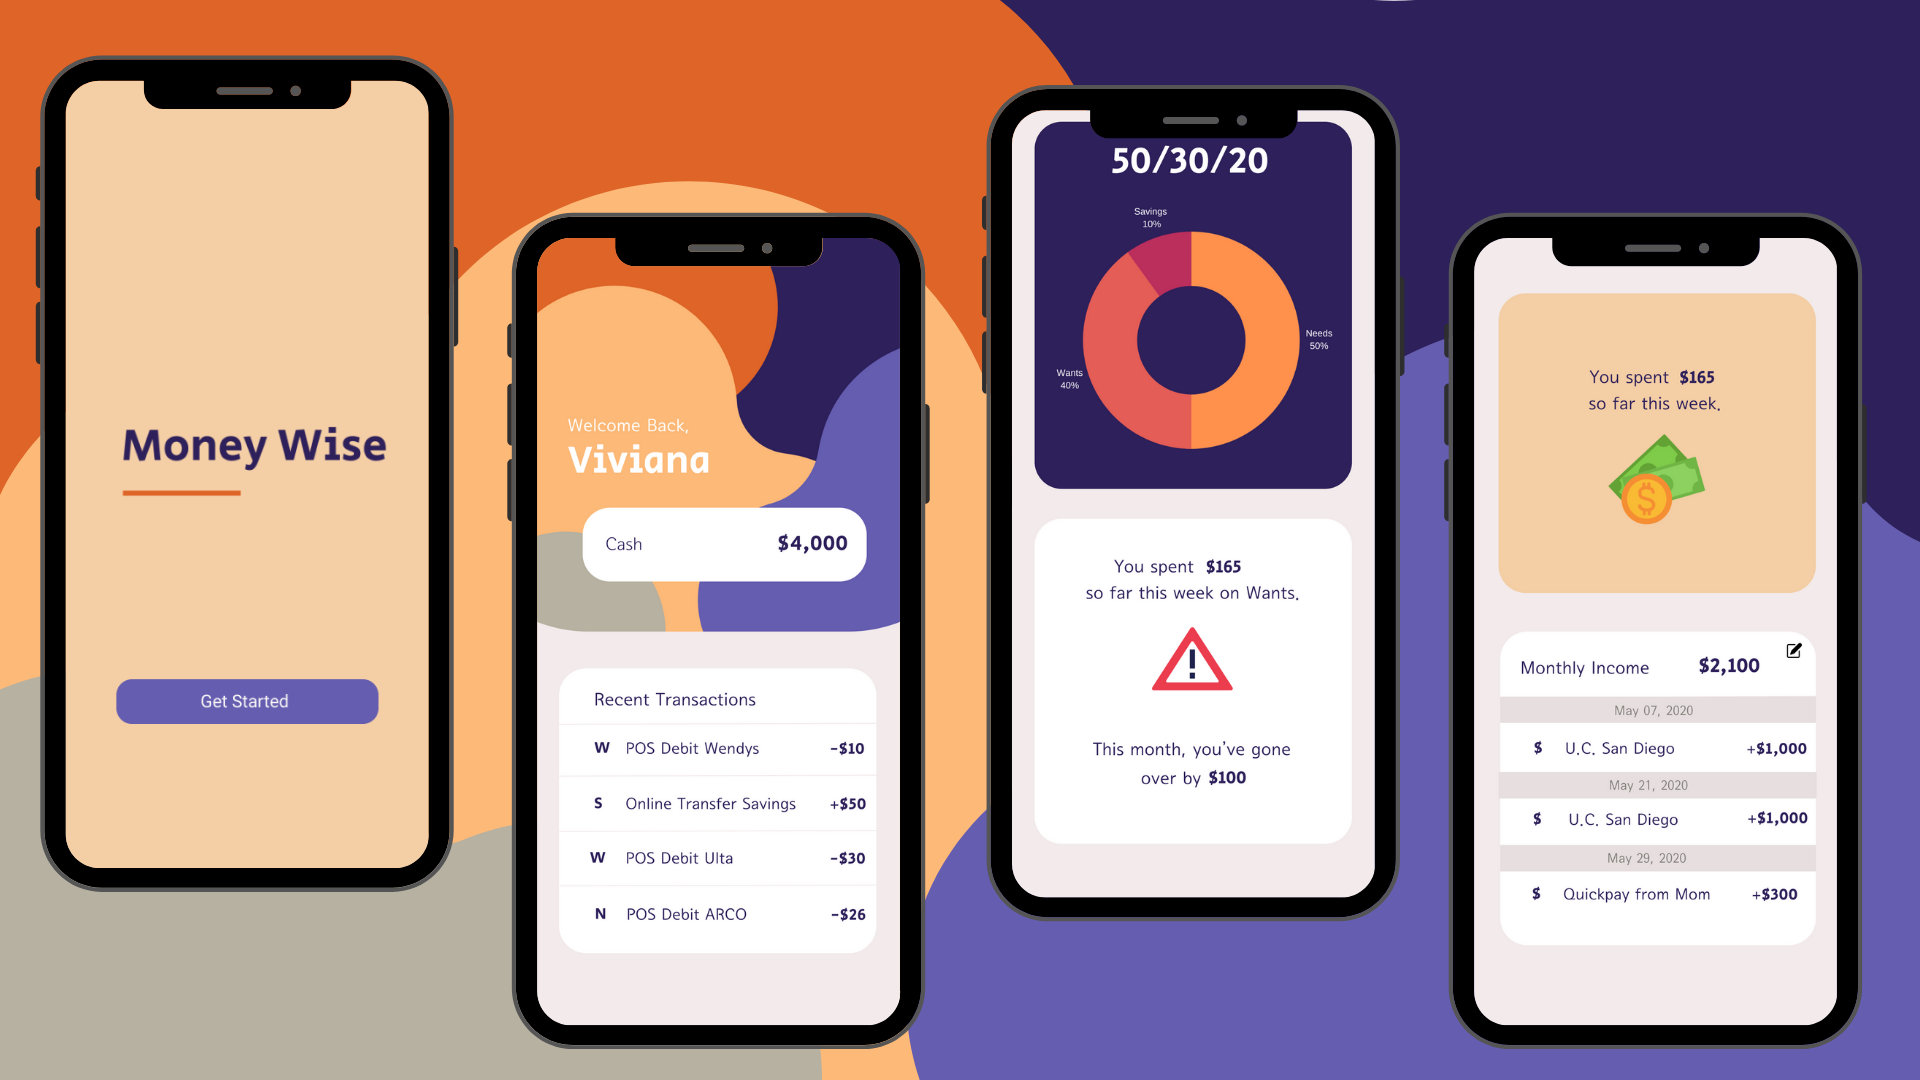 Money Wise
Get Started
Welcome Back,
Viviana
Cash $4,000
Recent Transactions
W POS Debit Wendys -$10
S Online Transfer Savings +$50
W POS Debit Ulta -$30
N POS Debit ARCO -$26
50/30/20
Savings
10%
Needs
50%
Wants
40%
You spent $165
so far this week on Wants.
!
This month, you've gone
over by $100
You spent $165
so far this week.
$
Monthly Income $2,100
May 07, 2020
$ U.C. San Diego +$1,000
May 21, 2020
$ U.C. San Diego +$1,000
May 29, 2020
$ Quickpay from Mom +$300